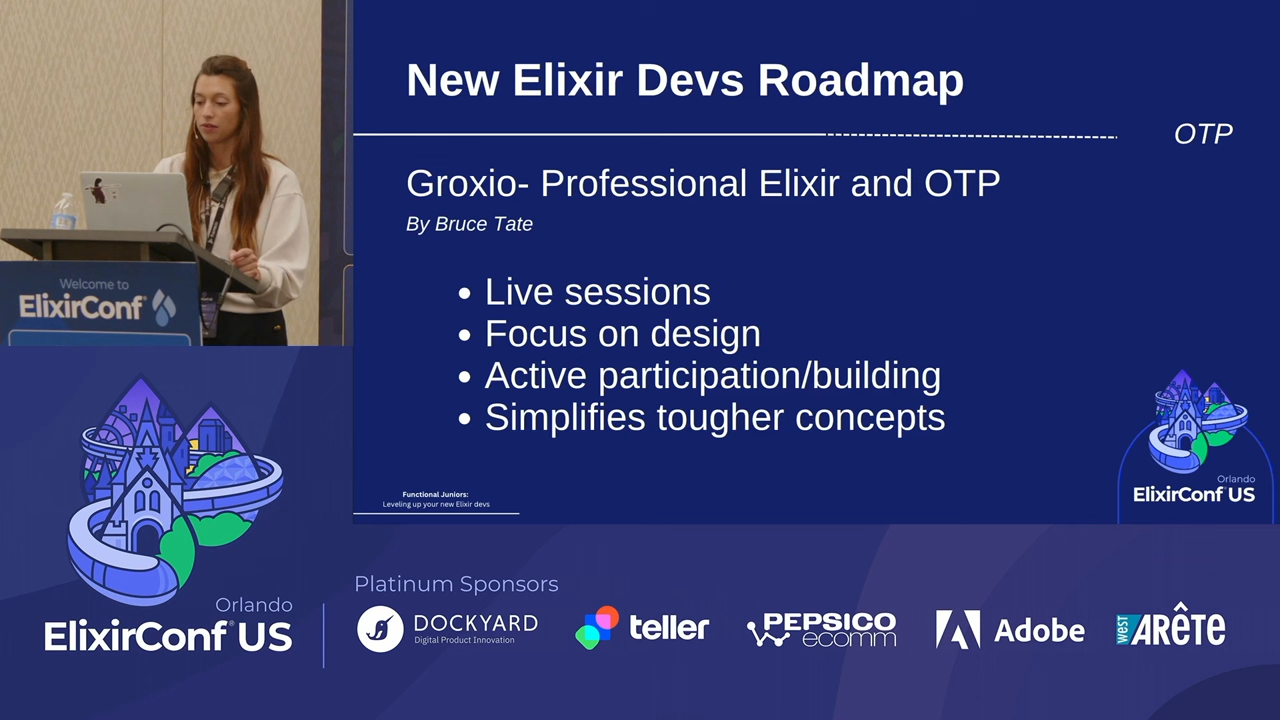 New Elixir Devs Roadmap
OTP
Groxio- Professional Elixir and OTP
By Bruce Tate
Live sessions
Focus on design
Active participation/building
Simplifies tougher concepts
Functional Juniors:
Leveling up your new Elixir devs
Orlando
ElixirConf US
Welcome to
ElixirConf
Orlando
ElixirConf® US
Platinum Sponsors
DOCKYARD
Digital Product Innovation
teller
PEPSICO
ecomm
Adobe
west ARÊTE